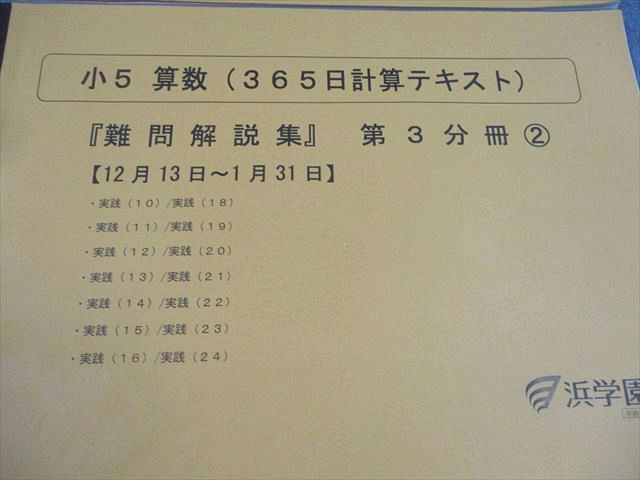 小5 算数(365日計算テキスト)
『難問解説集』 第3分冊②
【12月13日〜1月31日】
・実践(10)/実践(18)
・実践(11)/実践(19)
・実践(12)/実践(20)
・実践(13)/実践(21)
・実践(14)/実践(22)
・実践(15)/実践(23)
・実践(16)/実践(24)
浜学園